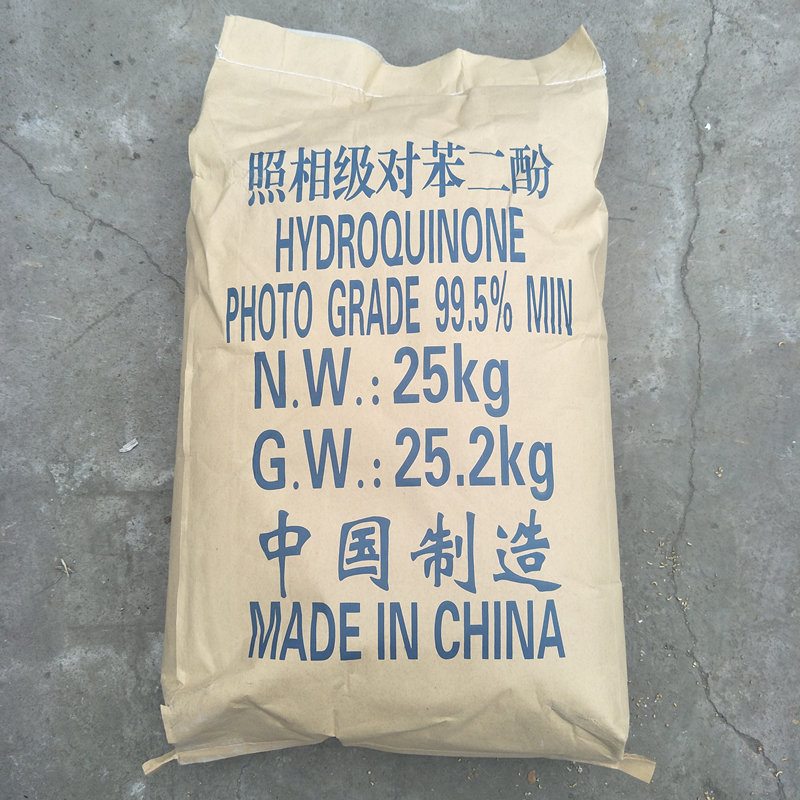 照相级对苯二酚
HYDROQUINONE
PHOTO GRADE 99.5% MIN
N.W.: 25kg
G.W.: 25.2kg
中国制造
MADE IN CHINA